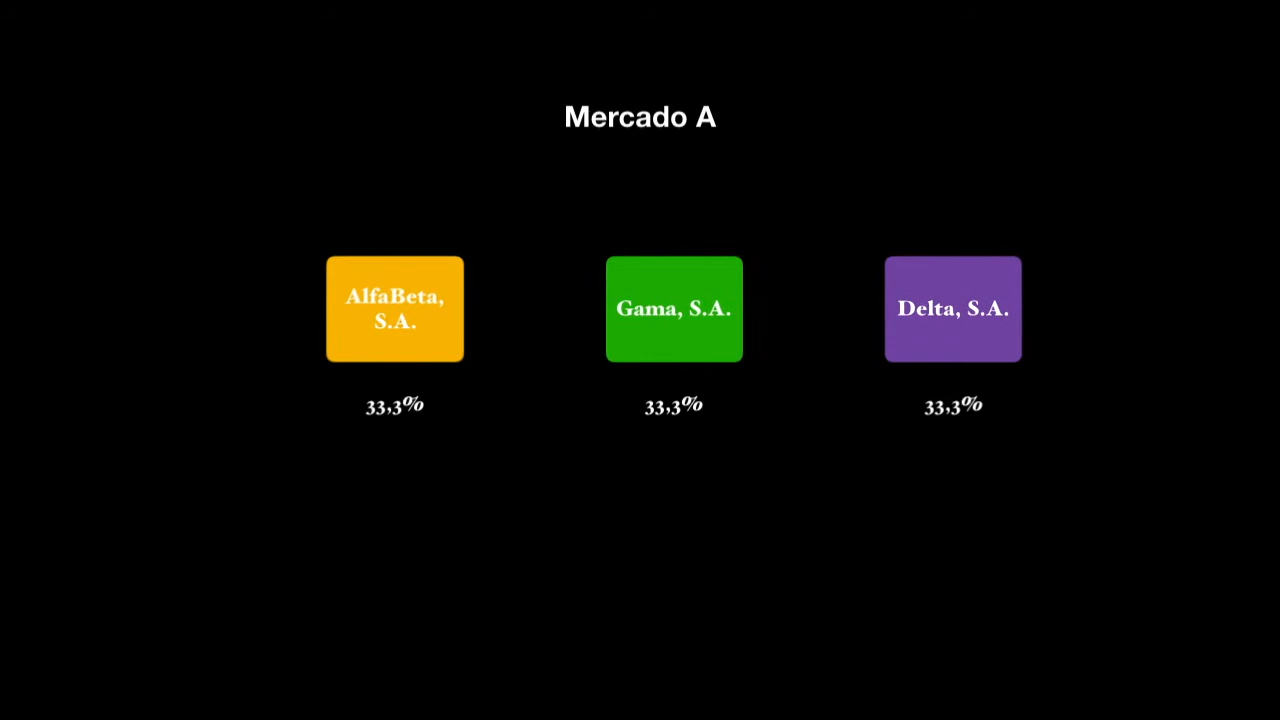 Mercado A
AlfaBeta,
S.A.
Gama, S.A.
Delta, S.A.
33,3%
33,3%
33,3%